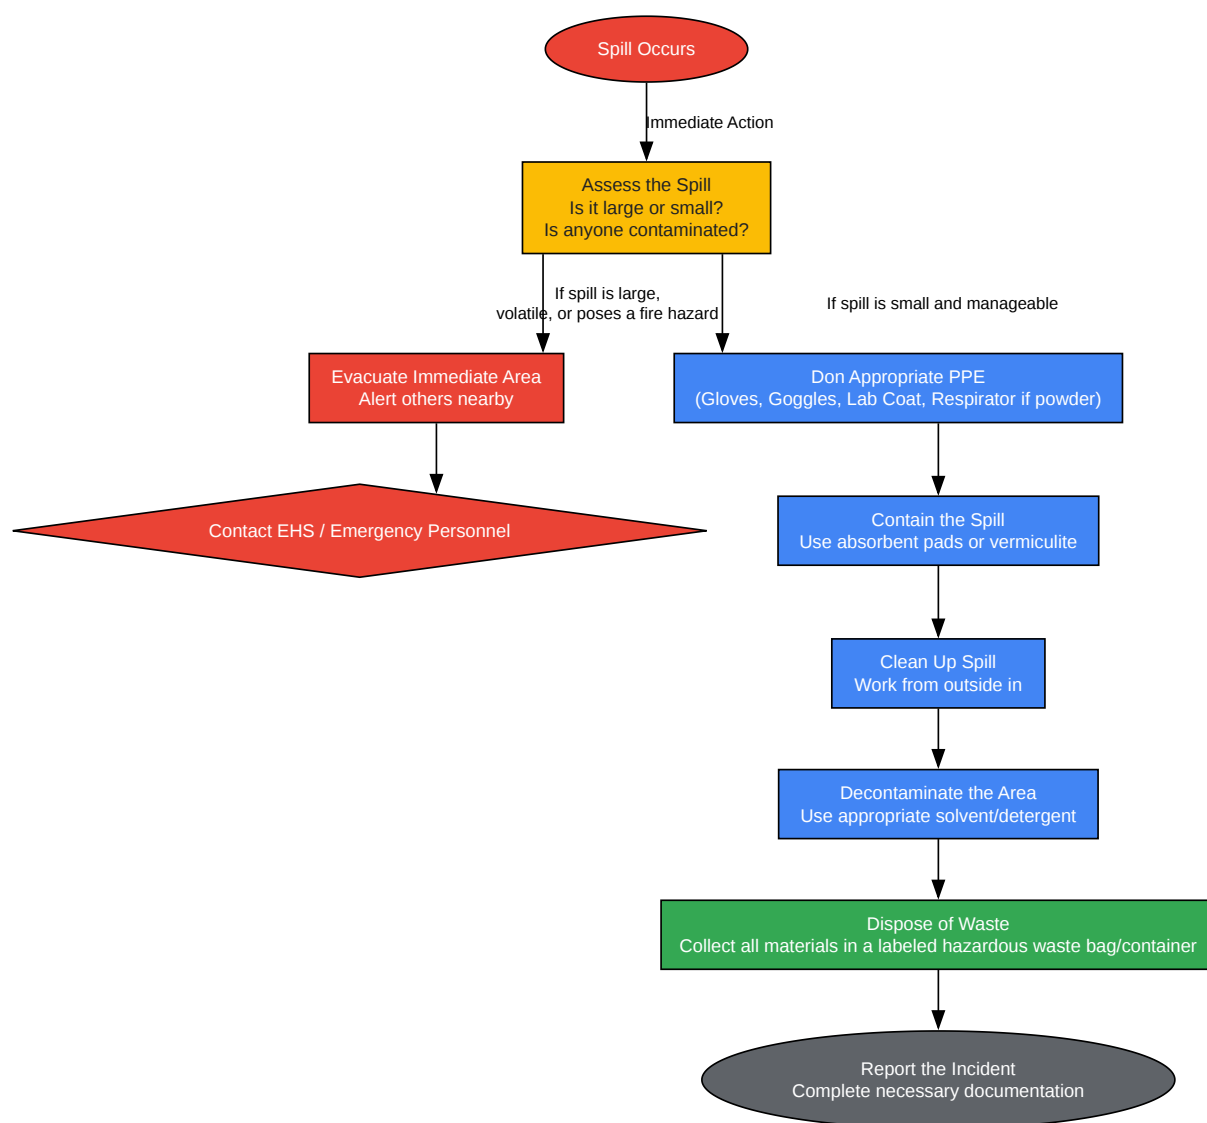 Spill Occurs
Immediate Action
Assess the Spill
Is it large or small?
Is anyone contaminated?
If spill is large,
volatile, or poses a fire hazard
If spill is small and manageable
Evacuate Immediate Area
Alert others nearby
Don Appropriate PPE
(Gloves, Goggles, Lab Coat, Respirator if powder)
Contact EHS / Emergency Personnel
Contain the Spill
Use absorbent pads or vermiculite
Clean Up Spill
Work from outside in
Decontaminate the Area
Use appropriate solvent/detergent
Dispose of Waste
Collect all materials in a labeled hazardous waste bag/container
Report the Incident
Complete necessary documentation